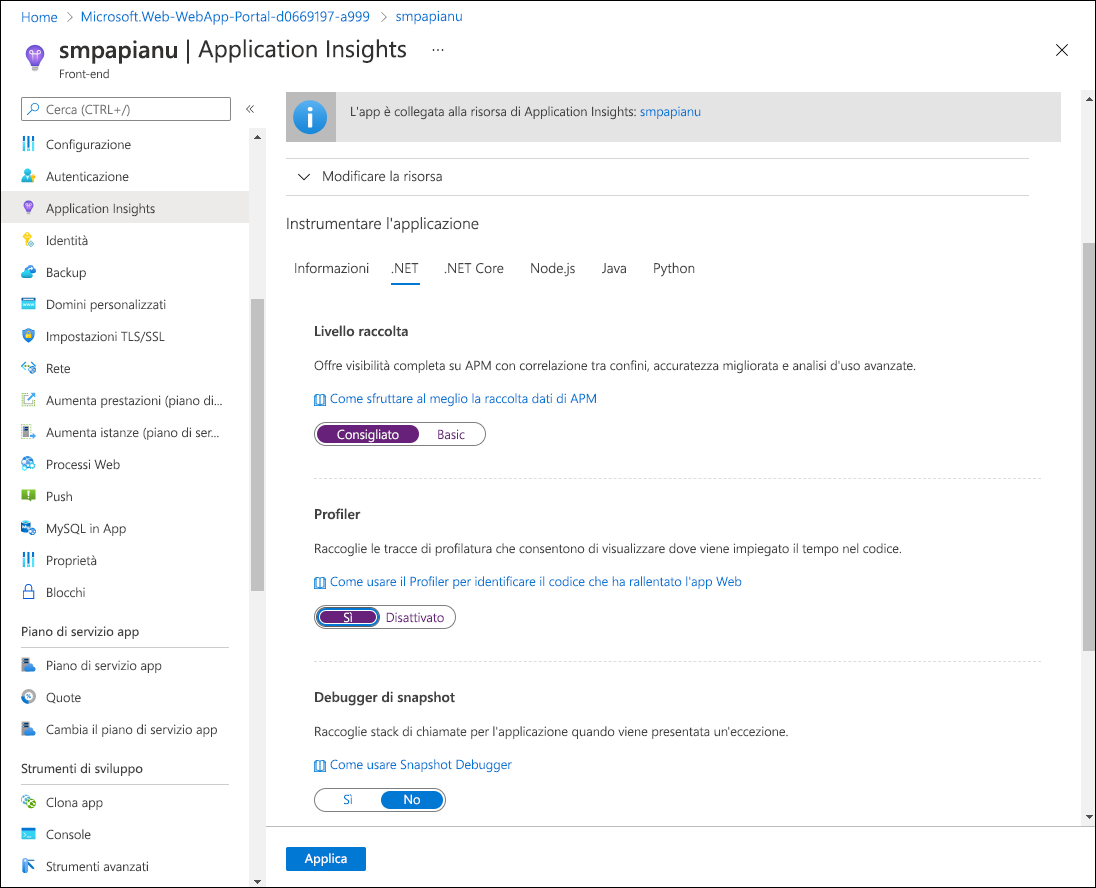 Home > Microsoft.Web-WebApp-Portal-d0669197-a999 > smpapianu
smpapianu | Application Insights ...
Front-end
Cerca (CTRL+/)
«
Configurazione
Autenticazione
Application Insights
Identità
Backup
Domini personalizzati
Impostazioni TLS/SSL
Rete
Aumenta prestazioni (piano di...
Aumenta istanze (piano di ser...
Processi Web
Push
MySQL in App
Proprietà
Blocchi
Piano di servizio app
Piano di servizio app
Quote
Cambia il piano di servizio app
Strumenti di sviluppo
Clona app
Console
Strumenti avanzati
L'app è collegata alla risorsa di Application Insights: smpapianu
Modificare la risorsa
Instrumentare l'applicazione
Informazioni .NET .NET Core Node.js Java Python
Livello raccolta
Offre visibilità completa su APM con correlazione tra confini, accuratezza migliorata e analisi d'uso avanzate.
Come sfruttare al meglio la raccolta dati di APM
Consigliato Basic
Profiler
Raccoglie le tracce di profilatura che consentono di visualizzare dove viene impiegato il tempo nel codice.
Come usare il Profiler per identificare il codice che ha rallentato l'app Web
Sì Disattivato
Debugger di snapshot
Raccoglie stack di chiamate per l'applicazione quando viene presentata un'eccezione.
Come usare Snapshot Debugger
Sì No
Applica